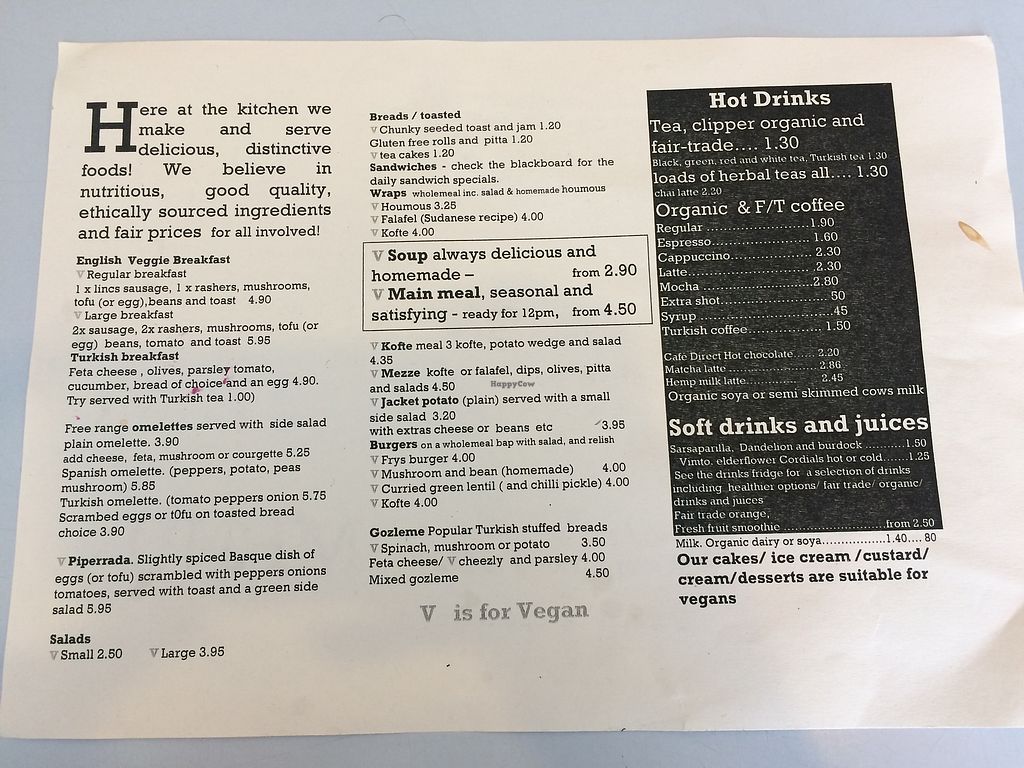 Here at the kitchen we
make and serve
delicious, distinctive
foods! We believe in
nutritious, good quality,
ethically sourced ingredients
and fair prices for all involved!
English Veggie Breakfast
V Regular breakfast
1 x lincs sausage, 1 x rashers, mushrooms,
tofu (or egg),beans and toast 4.90
V Large breakfast
2x sausage, 2x rashers, mushrooms, tofu (or
egg) beans, tomato and toast 5.95
Turkish breakfast
Feta cheese , olives, parsley tomato,
cucumber, bread of choice and an egg 4.90.
Try served with Turkish tea 1.00)
Free range omelettes served with side salad
plain omelette. 3.90
add cheese, feta, mushroom or courgette 5.25
Spanish omelette. (peppers, potato, peas
mushroom) 5.85
Turkish omelette. (tomato peppers onion 5.75
Scrambed eggs or t0fu on toasted bread
choice 3.90
V Piperrada. Slightly spiced Basque dish of
eggs (or tofu) scrambled with peppers onions
tomatoes, served with toast and a green side
salad 5.95
Salads
V Small 2.50 V Large 3.95
Breads / toasted
V Chunky seeded toast and jam 1.20
Gluten free rolls and pitta 1.20
V tea cakes 1.20
Sandwiches - check the blackboard for the
daily sandwich specials.
Wraps wholemeal inc. salad & homemade houmous
V Houmous 3.25
V Falafel (Sudanese recipe) 4.00
V Kofte 4.00
V Soup always delicious and
homemade – from 2.90
V Main meal, seasonal and
satisfying - ready for 12pm, from 4.50
V Kofte meal 3 kofte, potato wedge and salad
4.35
V Mezze kofte or falafel, dips, olives, pitta
and salads 4.50
HappyCow
V Jacket potato (plain) served with a small
side salad 3.20
with extras cheese or beans etc 3.95
Burgers on a wholemeal bap with salad, and relish
V Frys burger 4.00
V Mushroom and bean (homemade) 4.00
V Curried green lentil ( and chilli pickle) 4.00
V Kofte 4.00
Gozleme Popular Turkish stuffed breads
V Spinach, mushroom or potato 3.50
Feta cheese/ V cheezly and parsley 4.00
Mixed gozleme 4.50
V is for Vegan
Hot Drinks
Tea, clipper organic and
fair-trade.... 1.30
Black, green, red and white tea, Turkish tea 1.30
loads of herbal teas all.... 1.30
chai latte 2.20
Organic & F/T coffee
Regular ........................1.90
Espresso....................... 1.60
Cappuccino.................. 2.30
Latte............................2.30
Mocha .........................2.80
Extra shot..................... 50
Syrup ..........................45
Turkish coffee............... 1.50
Cafe Direct Hot chocolate...... 2.20
Matcha latte..................... 2.86
Hemp milk latte................. 2.45
Organic soya or semi skimmed cows milk
Soft drinks and juices
Sarsaparilla, Dandelion and burdock ...........1.50
Vimto, elderflower Cordials hot or cold.......1.25
See the drinks fridge for a selection of drinks
including healthier options/ fair trade/ organic/
drinks and juices
Fair trade orange,
Fresh fruit smoothie .........................from 2.50
Milk. Organic dairy or soya..................1.40.... 80
Our cakes/ ice cream /custard/
cream/desserts are suitable for
vegans